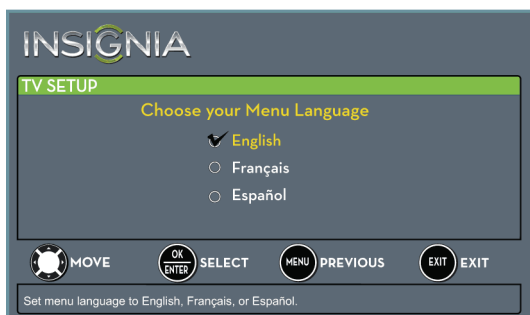 INSIGNIA
TV SETUP
Choose your Menu Language
English
Français
Español
MOVE OK ENTER SELECT MENU PREVIOUS EXIT EXIT
Set menu language to English, Français, or Español.